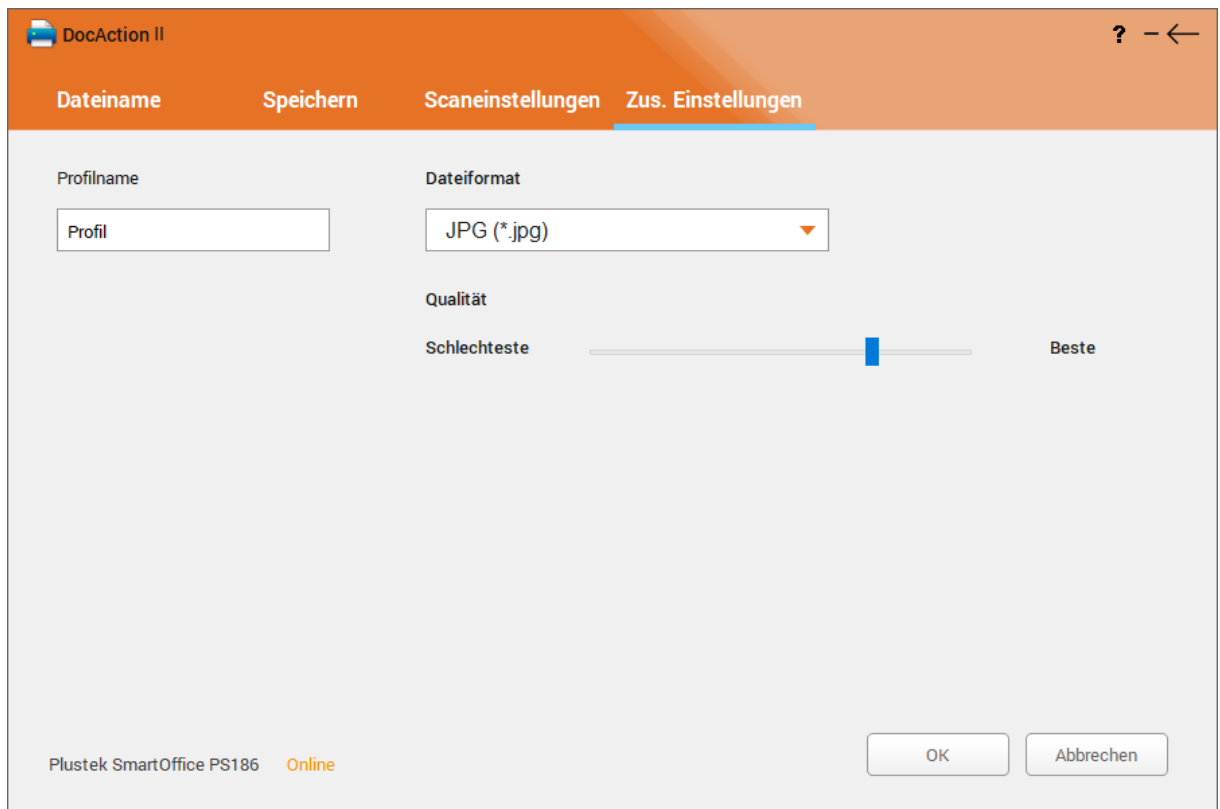 DocAction II
? 
Dateiname Speichern Scaneinstellungen Zus. Einstellungen
Profilname Dateiformat
Profil JPG (*.jpg)
Qualität
Schlechteste Beste
OK Abbrechen
Plustek SmartOffice PS186 Online